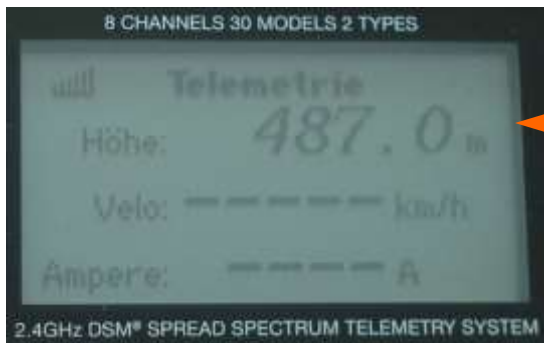 8 CHANNELS 30 MODELS 2 TYPES
Telemetrie
Höhe: 487.0 m
Velo: ----- km/h
Ampere: ---- A
2.4GHz DSM® SPREAD SPECTRUM TELEMETRY SYSTEM